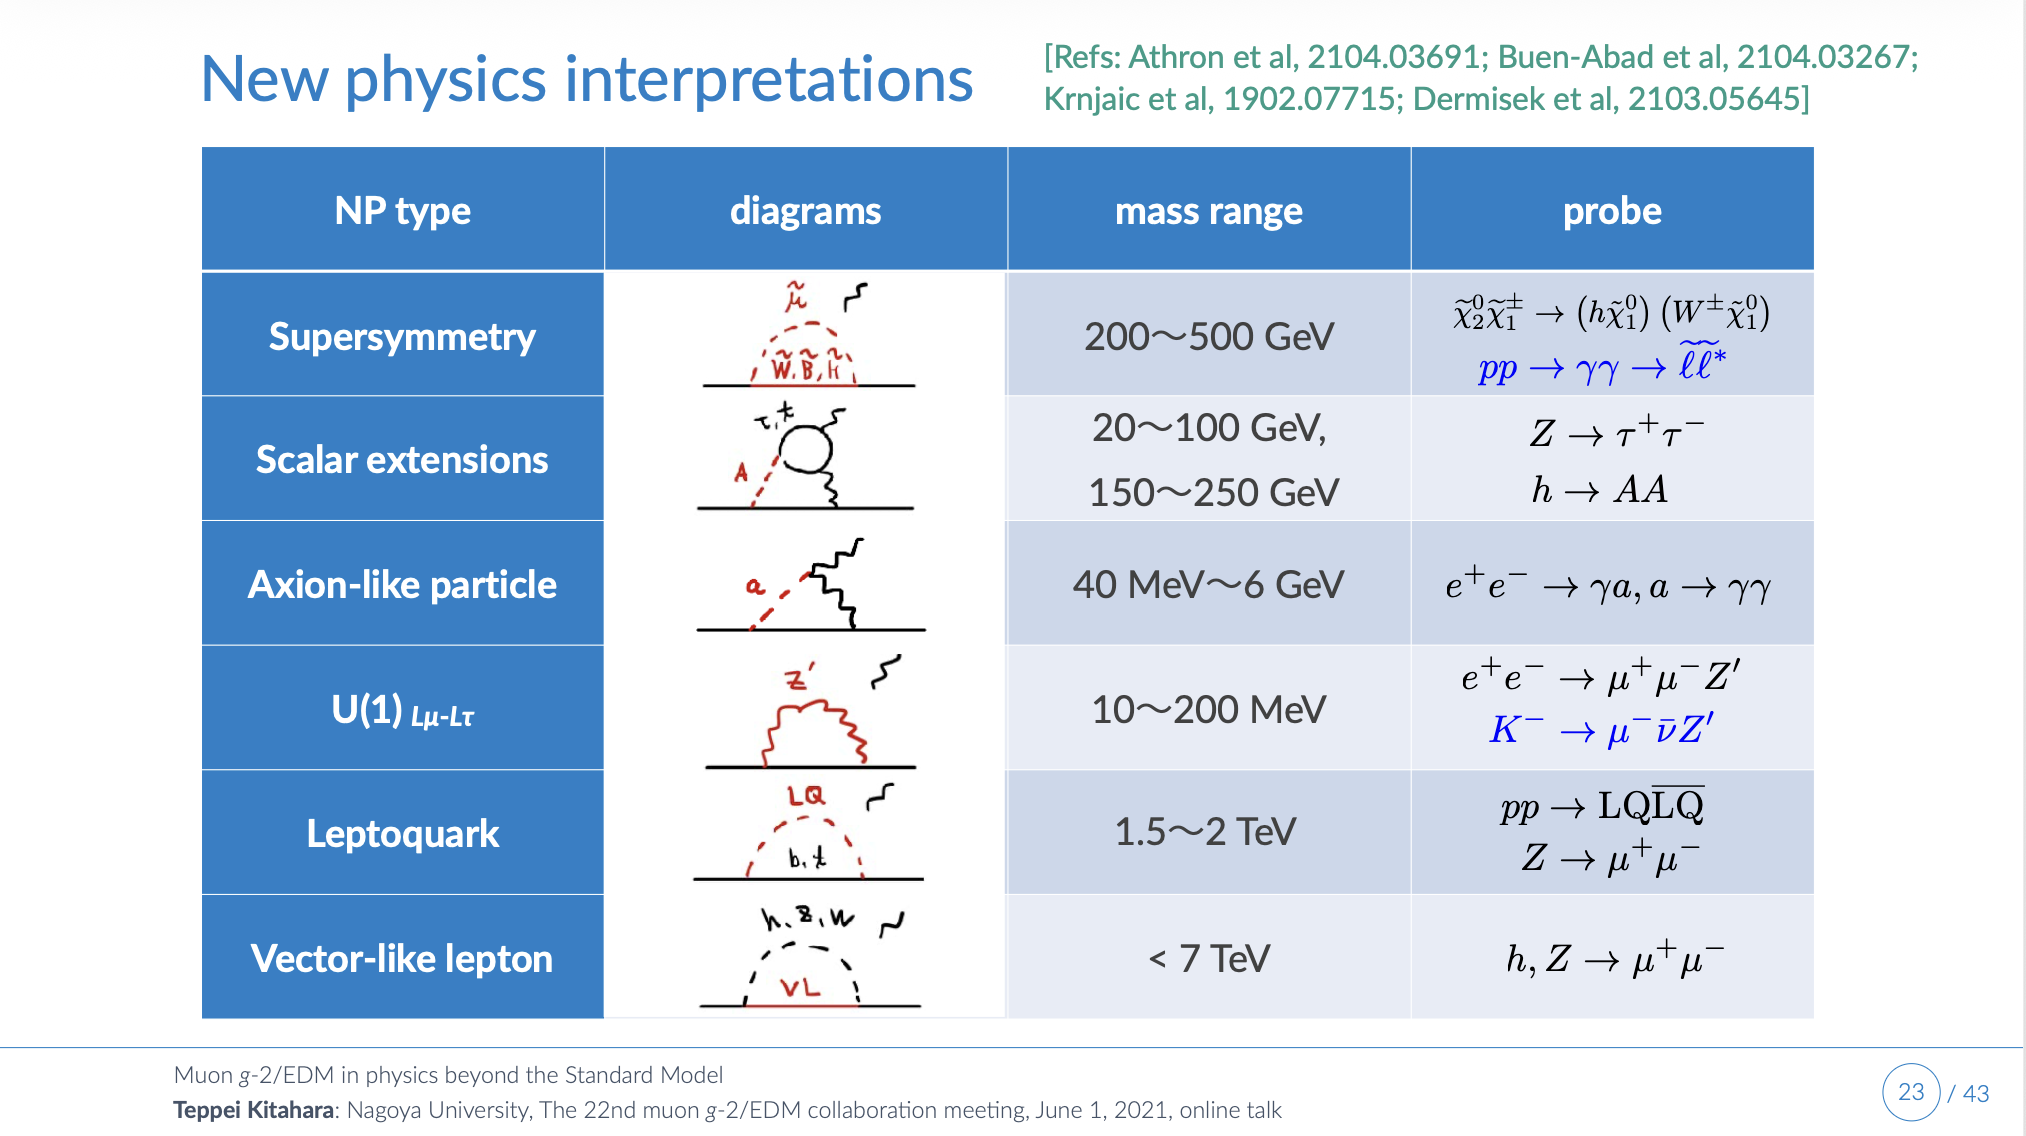 New physics interpretations
[Refs: Athron et al, 2104.03691; Buen-Abad et al, 2104.03267;
Krnjaic et al, 1902.07715; Dermisek et al, 2103.05645]
NP type diagrams mass range probe
Supersymmetry
μ̃
W̃, B̃, h̃
200〜500 GeV
χ̃⁰₂χ̃±₁ → (hχ̃⁰₁) (W±χ̃⁰₁)
pp → γγ → ℓ̃ℓ̃*
Scalar extensions
τ, t
A
20〜100 GeV,
150〜250 GeV
Z → τ⁺τ⁻
h → AA
Axion-like particle
a
40 MeV〜6 GeV
e⁺e⁻ → γa, a → γγ
U(1) Lμ-Lτ
Z′
10〜200 MeV
e⁺e⁻ → μ⁺μ⁻Z′
K⁻ → μ⁻ν̄Z′
Leptoquark
LQ
b, t
1.5〜2 TeV
pp → LQL̅Q̅
Z → μ⁺μ⁻
Vector-like lepton
h, Z, W
VL
< 7 TeV
h, Z → μ⁺μ⁻
Muon g-2/EDM in physics beyond the Standard Model
Teppei Kitahara: Nagoya University, The 22nd muon g-2/EDM collaboration meeting, June 1, 2021, online talk
23 / 43